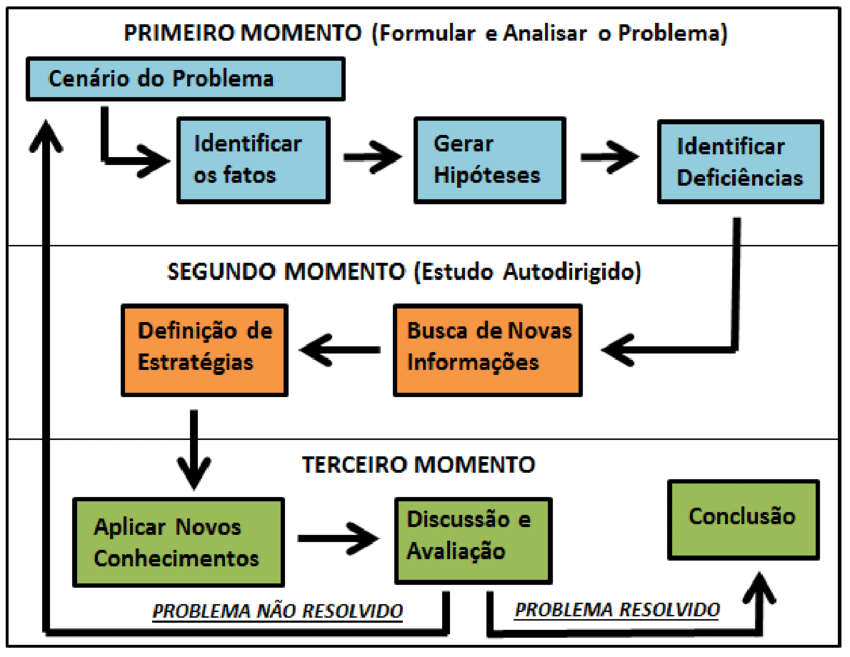 PRIMEIRO MOMENTO (Formular e Analisar o Problema)
Cenário do Problema
Identificar
os fatos
Gerar
Hipóteses
Identificar
Deficiências
SEGUNDO MOMENTO (Estudo Autodirigido)
Definição de
Estratégias
Busca de Novas
Informações
TERCEIRO MOMENTO
Aplicar Novos
Conhecimentos
Discussão e
Avaliação
Conclusão
PROBLEMA NÃO RESOLVIDO
PROBLEMA RESOLVIDO